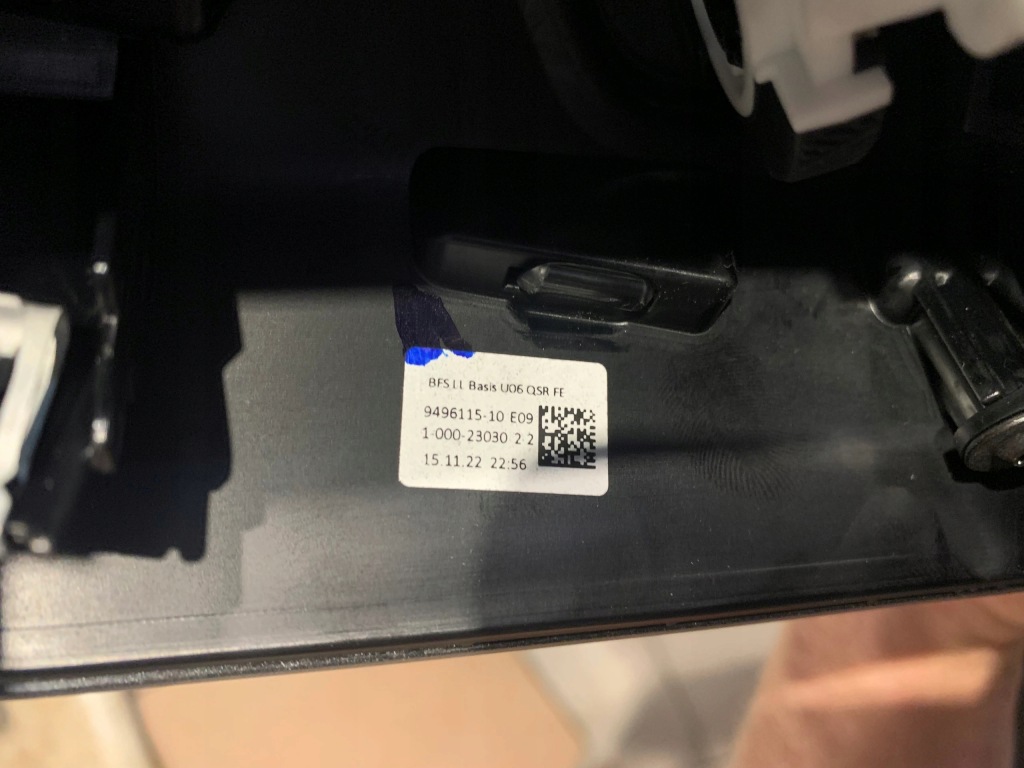 BFS LL Basis U06 QSR FE
9496115-10 E09
1-000-23030 2.2
15.11.22 22:56